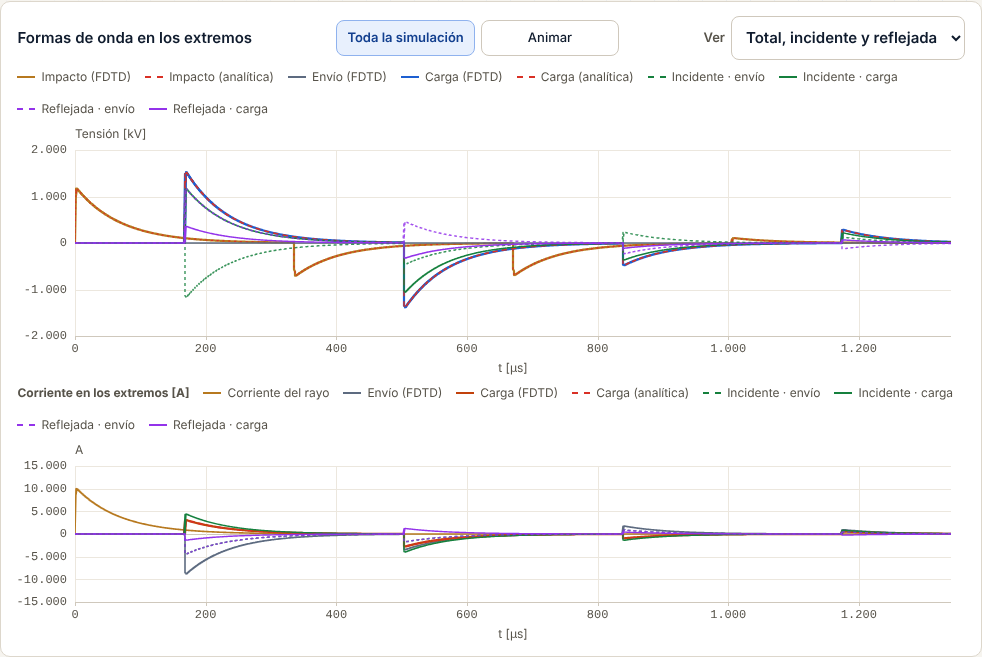 Formas de onda en los extremos Toda la simulación Animar Ver Total, incidente y reflejada
Impacto (FDTD) Impacto (analítica) Envío (FDTD) Carga (FDTD) Carga (analítica) Incidente · envío Incidente · carga
Reflejada · envío Reflejada · carga
Tensión [kV]
2.000
1.000
0
-1.000
-2.000
0 200 400 600 800 1.000 1.200
t [µs]
Corriente en los extremos [A] Corriente del rayo Envío (FDTD) Carga (FDTD) Carga (analítica) Incidente · envío Incidente · carga
Reflejada · envío Reflejada · carga
A
15.000
10.000
5.000
0
-5.000
-10.000
-15.000
0 200 400 600 800 1.000 1.200
t [µs]